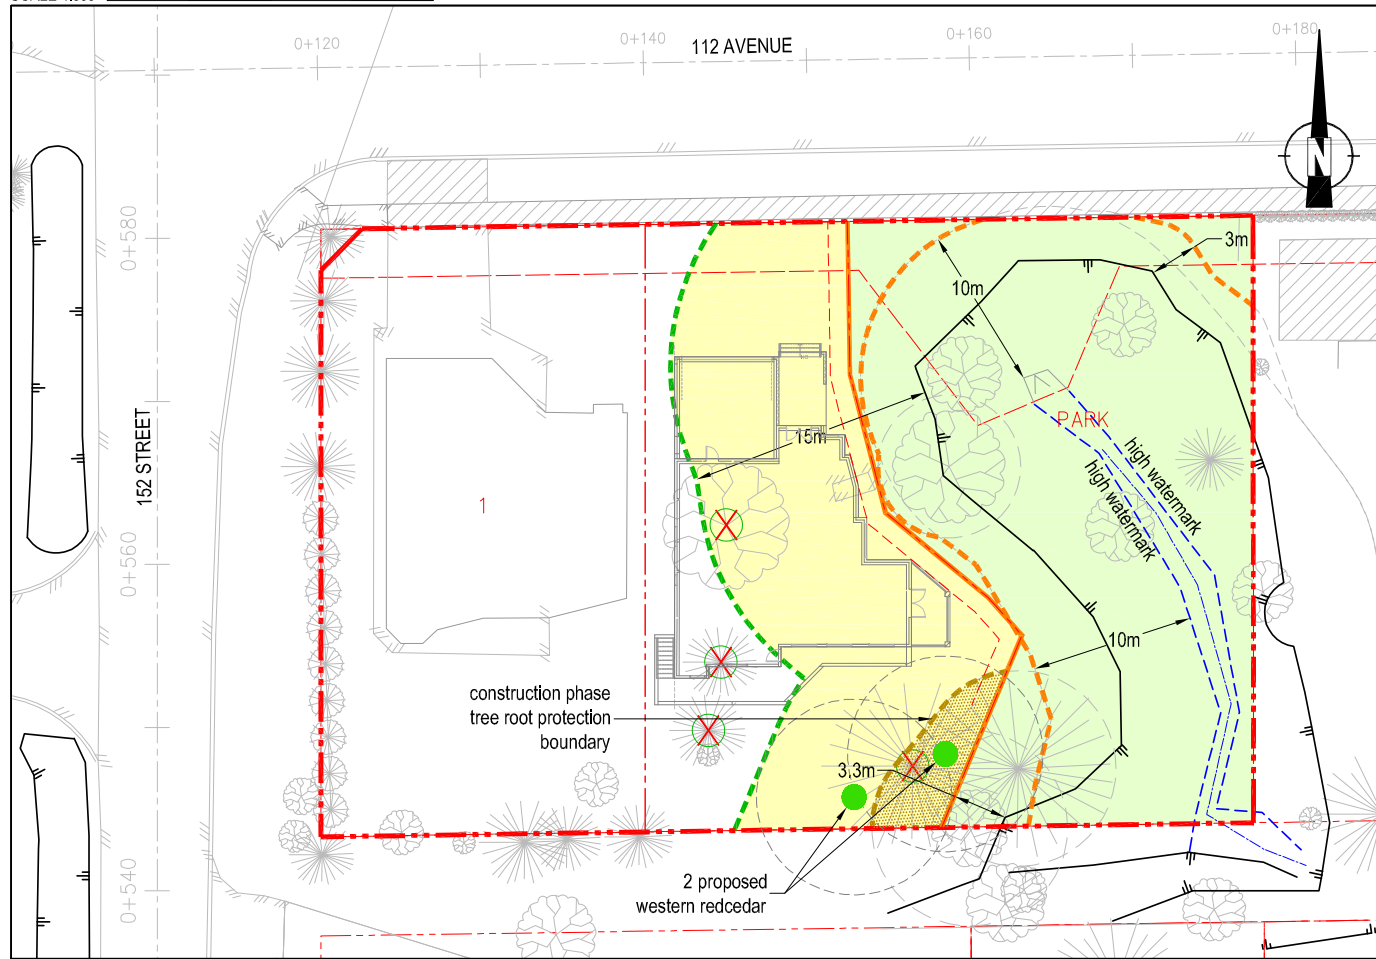 0+120
0+140
112 AVENUE
0+160
0+180
N
3m
10m
0+580
152 STREET
15m
PARK
high watermark
high watermark
1
0+560
10m
construction phase
tree root protection
boundary
3.3m
2 proposed
western redcedar
0+540